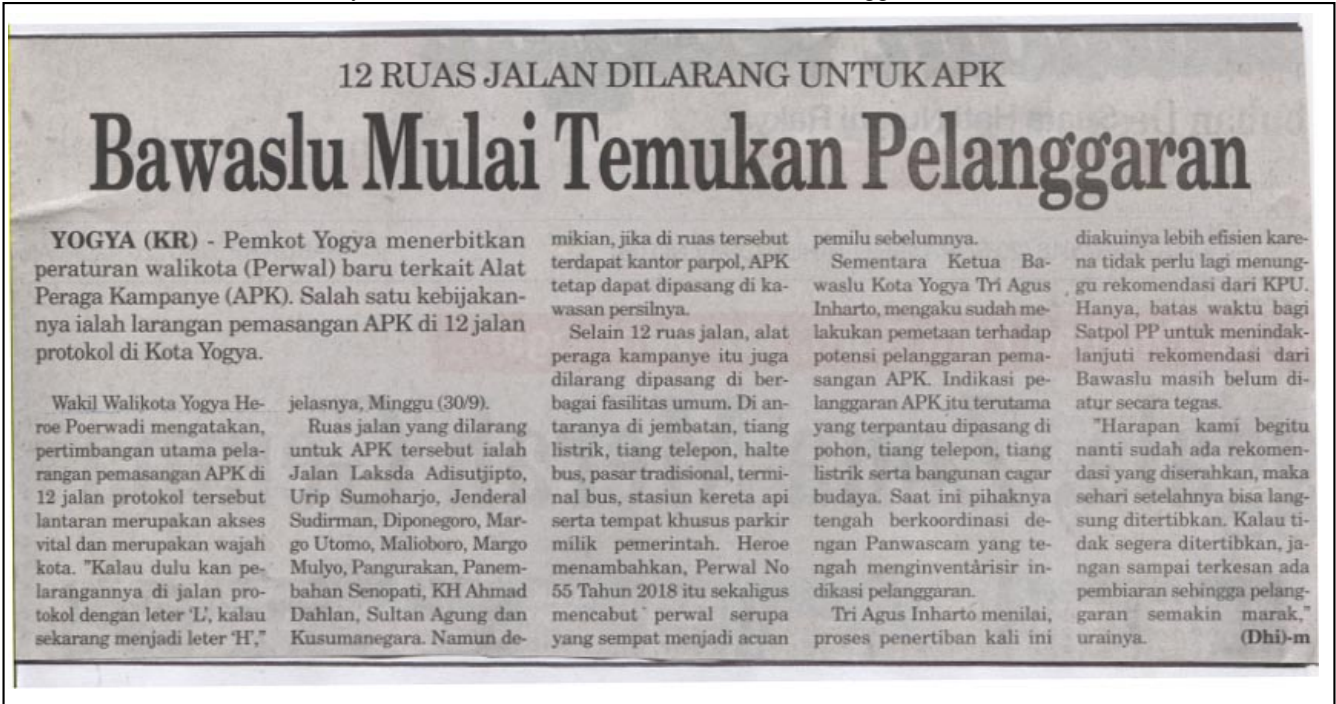 12 RUAS JALAN DILARANG UNTUK APK
Bawaslu Mulai Temukan Pelanggaran
YOGYA (KR) - Pemkot Yogya menerbitkan
peraturan walikota (Perwal) baru terkait Alat
Peraga Kampanye (APK). Salah satu kebijakan-
nya ialah larangan pemasangan APK di 12 jalan
protokol di Kota Yogya.
Wakil Walikota Yogya He-
roe Poerwadi mengatakan,
pertimbangan utama pela-
rangan pemasangan APK di
12 jalan protokol tersebut
lantaran merupakan akses
vital dan merupakan wajah
kota. "Kalau dulu kan pe-
larangannya di jalan pro-
tokol dengan leter 'L', kalau
sekarang menjadi leter 'H',"
jelasnya, Minggu (30/9).
Ruas jalan yang dilarang
untuk APK tersebut ialah
Jalan Laksda Adisutjipto,
Urip Sumoharjo, Jenderal
Sudirman, Diponegoro, Mar-
go Utomo, Malioboro, Margo
Mulyo, Pangurakan, Panem-
bahan Senopati, KH Ahmad
Dahlan, Sultan Agung dan
Kusumanegara. Namun de-
mikian, jika di ruas tersebut
terdapat kantor parpol, APK
tetap dapat dipasang di ka-
wasan persilnya.
Selain 12 ruas jalan, alat
peraga kampanye itu juga
dilarang dipasang di ber-
bagai fasilitas umum. Di an-
taranya di jembatan, tiang
listrik, tiang telepon, halte
bus, pasar tradisional, termi-
nal bus, stasiun kereta api
serta tempat khusus parkir
milik pemerintah. Heroe
menambahkan, Perwal No
55 Tahun 2018 itu sekaligus
mencabut perwal serupa
yang sempat menjadi acuan
pemilu sebelumnya.
Sementara Ketua Ba-
waslu Kota Yogya Tri Agus
Inharto, mengaku sudah me-
lakukan pemetaan terhadap
potensi pelanggaran pema-
sangan APK. Indikasi pe-
langgaran APK itu terutama
yang terpantau dipasang di
pohon, tiang telepon, tiang
listrik serta bangunan cagar
budaya. Saat ini pihaknya
tengah berkoordinasi de-
ngan Panwascam yang te-
ngah menginventarisir in-
dikasi pelanggaran.
Tri Agus Inharto menilai,
proses penertiban kali ini
diakuinya lebih efisien kare-
na tidak perlu lagi menung-
gu rekomendasi dari KPU.
Hanya, batas waktu bagi
Satpol PP untuk menindak-
lanjuti rekomendasi dari
Bawaslu masih belum di-
atur secara tegas.
"Harapan kami begitu
nanti sudah ada rekomen-
dasi yang diserahkan, maka
sehari setelahnya bisa lang-
sung ditertibkan. Kalau ti-
dak segera ditertibkan, ja-
ngan sampai terkesan ada
pembiaran sehingga pelang-
garan semakin marak,"
urainya. (Dhi)-m